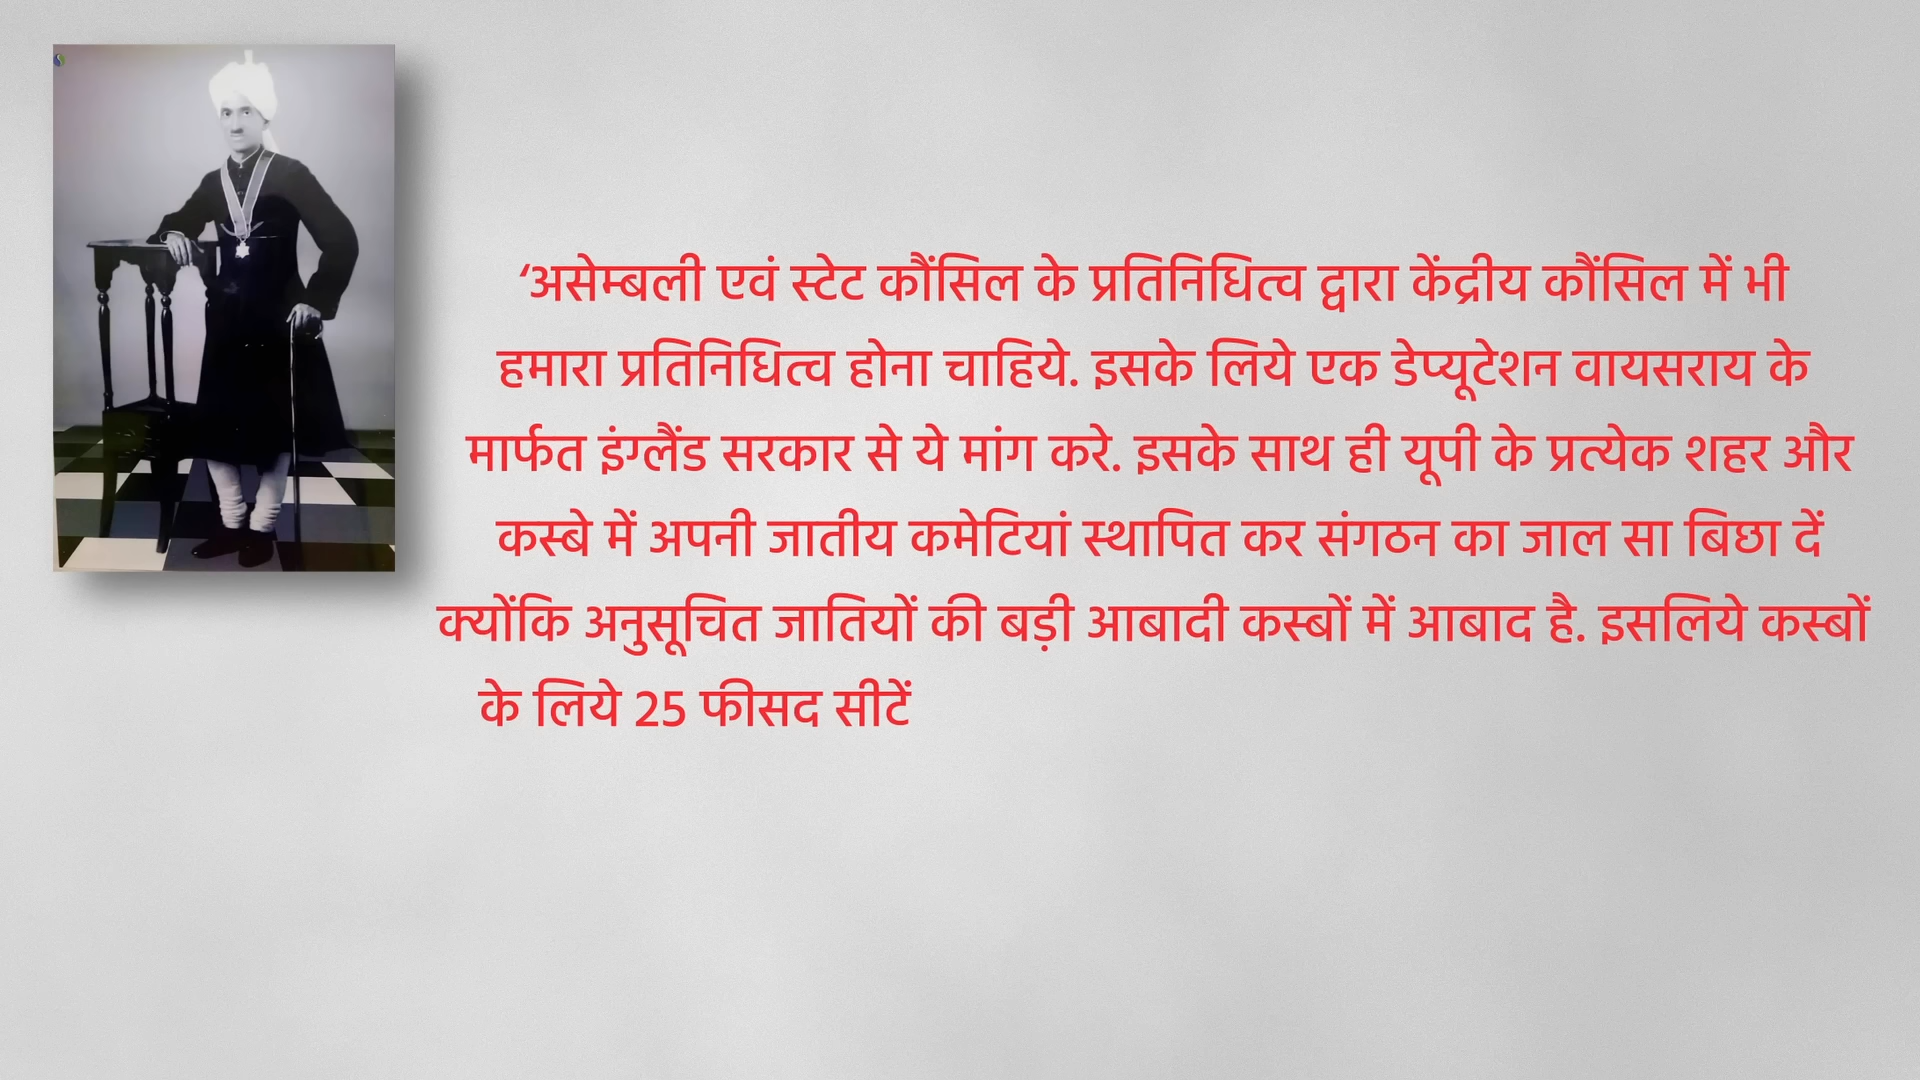 ‘असेम्बली एवं स्टेट कौंसिल के प्रतिनिधित्व द्वारा केंद्रीय कौंसिल में भी
हमारा प्रतिनिधित्व होना चाहिये. इसके लिये एक डेप्यूटेशन वायसराय के
मार्फत इंग्लैंड सरकार से ये मांग करे. इसके साथ ही यूपी के प्रत्येक शहर और
कस्बे में अपनी जातीय कमेटियां स्थापित कर संगठन का जाल सा बिछा दें
क्योंकि अनुसूचित जातियों की बड़ी आबादी कस्बों में आबाद है. इसलिये कस्बों
के लिये 25 फीसद सीटें